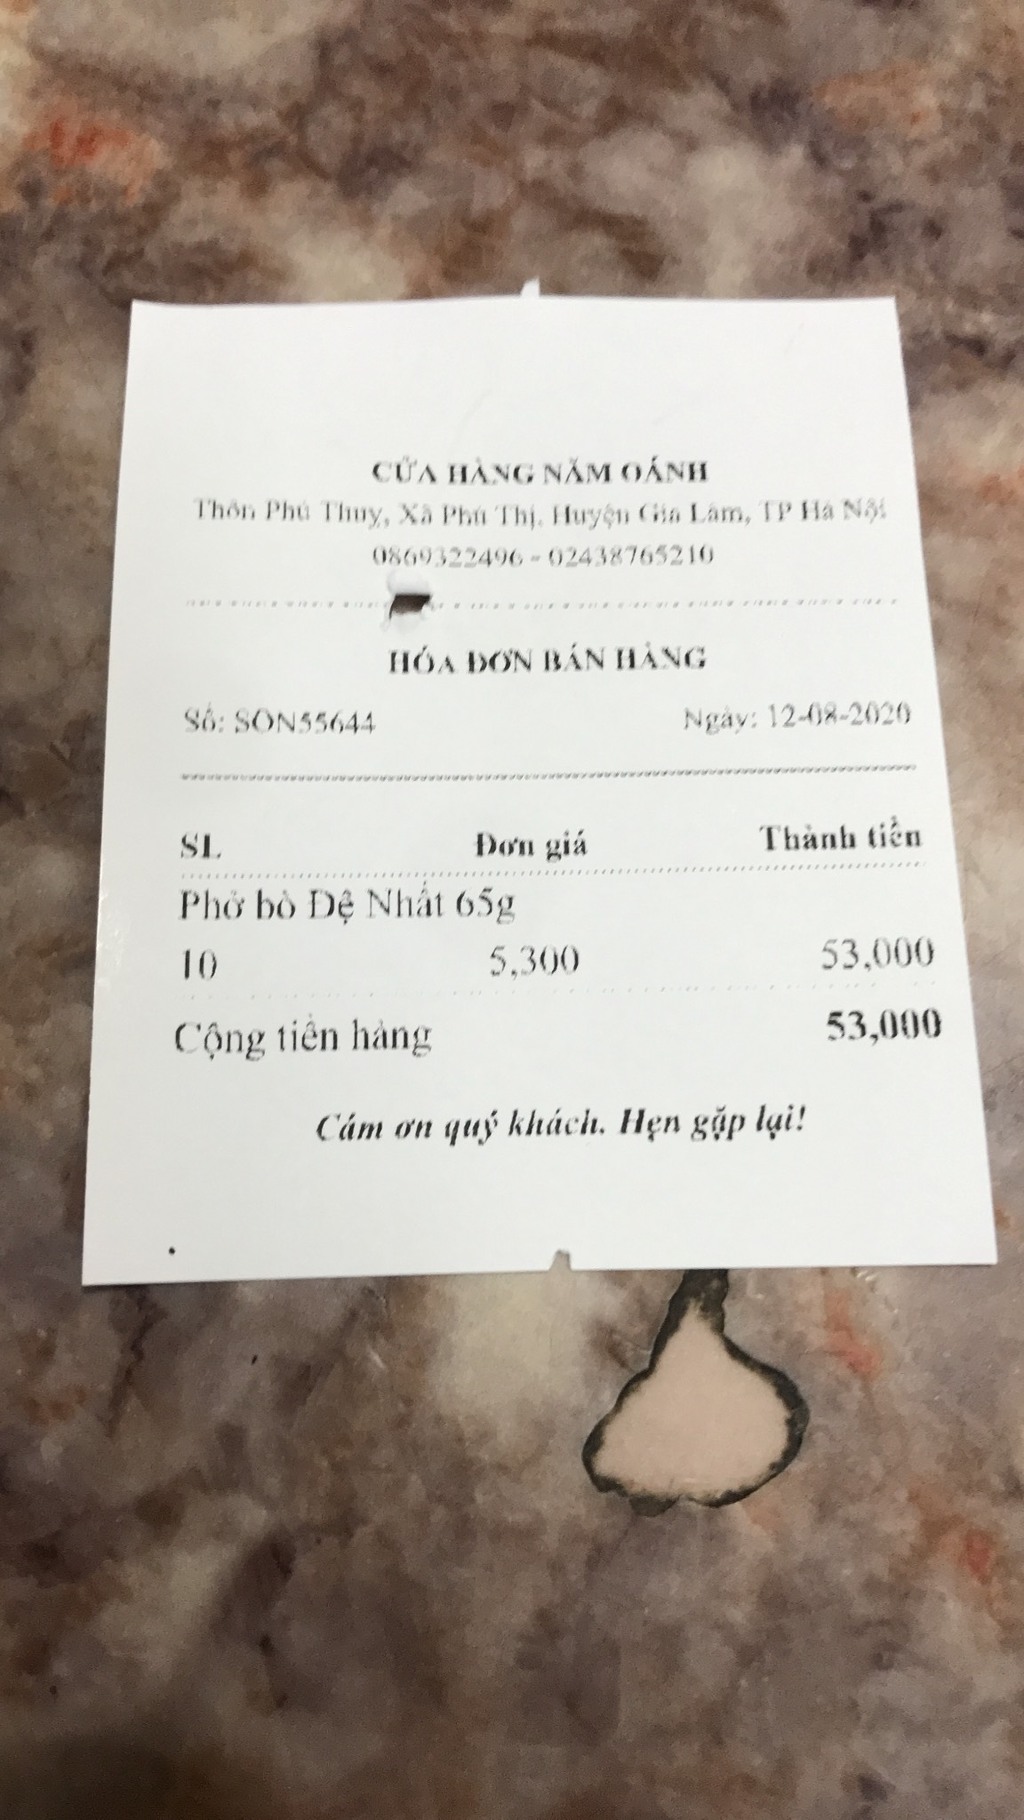 CỬA HÀNG NĂM OÁNH
Thôn Phú Thuỵ, Xã Phú Thị, Huyện Gia Lâm, TP Hà Nội
0869322496 - 02438765210
HÓA ĐƠN BÁN HÀNG
Số: SON55644 Ngày: 12-08-2020
SL Đơn giá Thành tiền
Phở bò Đệ Nhất 65g
10 5,300 53,000
Cộng tiền hàng 53,000
Cám ơn quý khách. Hẹn gặp lại!